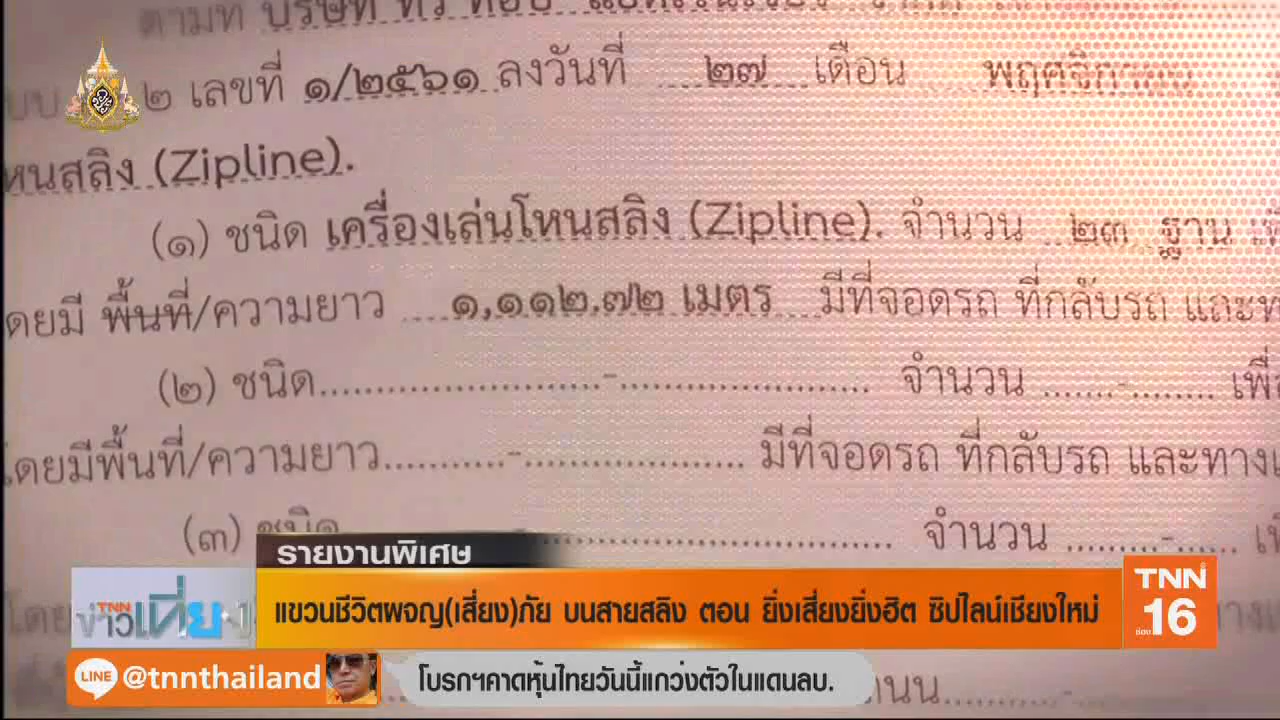 ตามที่ บริษัท
๒ เลขที่ ๑/๒๕๖๑ ลงวันที่ ๒๗ เดือน
โหนสลิง (Zipline).
(๑) ชนิด เครื่องเล่นโหนสลิง (Zipline). จำนวน ๒๓ ฐาน
โดยมี พื้นที่/ความยาว ๑,๑๑๒.๗๒ เมตร มีที่จอดรถ ที่กลับรถ และ
(๒) ชนิด.....-..... จำนวน .....-..... เพื่
โดยมีพื้นที่/ความยาว.....-..... มีที่จอดรถ ที่กลับรถ และทาง
(๓) ชนิด.....-..... จำนวน .....-.....
โดย
รายงานพิเศษ
TNN ข่าวเที่ยง
แขวนชีวิตผจญ(เสี่ยง)ภัย บนสายสลิง ตอน ยิ่งเสี่ยงยิ่งฮิต ซิปไลน์เชียงใหม่
TNN ช่อง 16
LINE @tnnthailand
โบรกฯคาดหุ้นไทยวันนี้แกว่งตัวในแดนลบ.